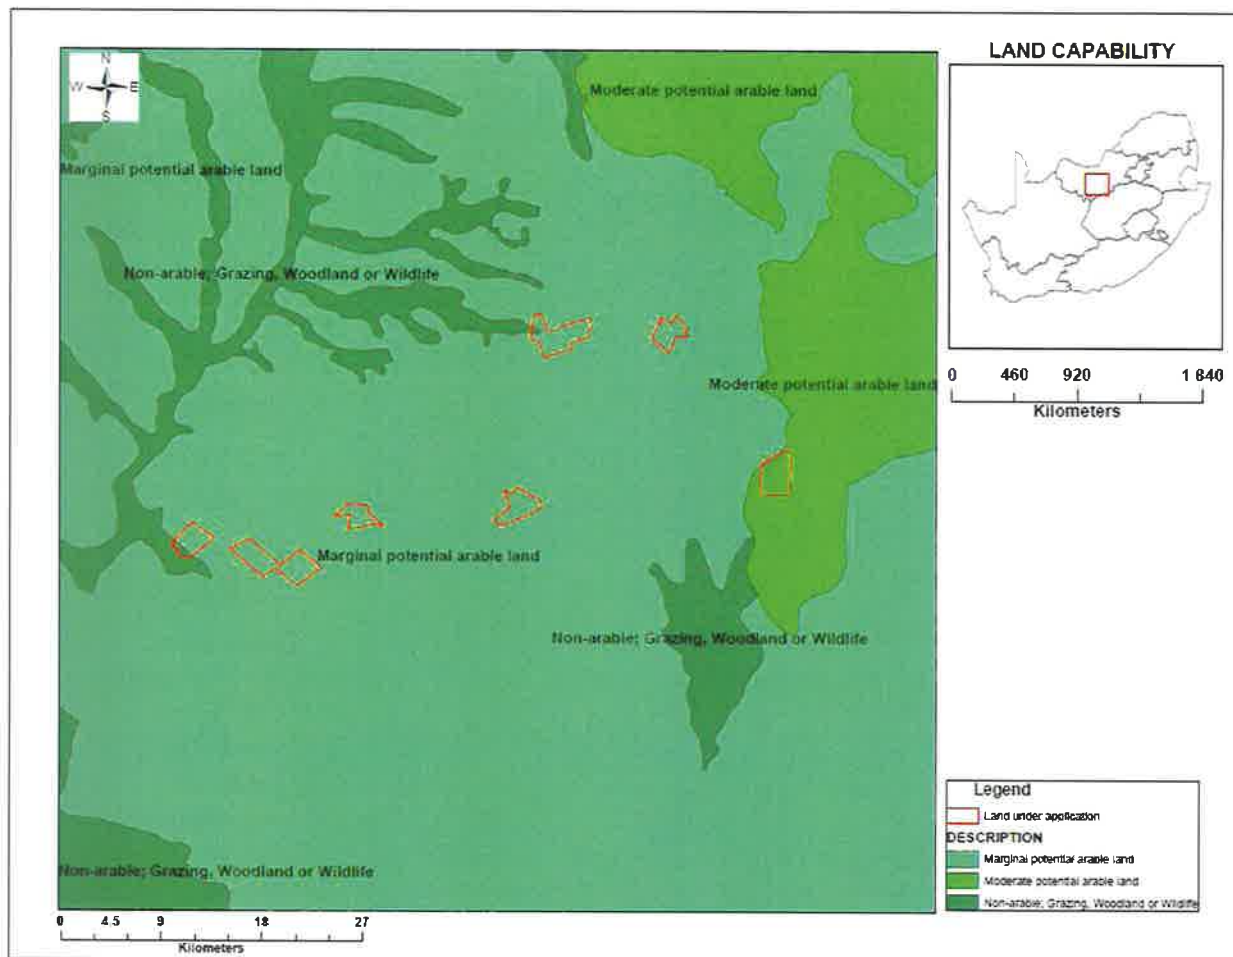 LAND CAPABILITY
N
W E
S
Moderate potential arable land
Marginal potential arable land
Non-arable; Grazing, Woodland or Wildlife
Moderate potential arable land
0 460 920 1 840
Kilometers
Marginal potential arable land
Non-arable; Grazing, Woodland or Wildlife
Non-arable; Grazing, Woodland or Wildlife
Legend
Land under application
DESCRIPTION
Marginal potential arable land
Moderate potential arable land
Non-arable; Grazing, Woodland or Wildlife
0 4.5 9 18 27
Kilometers